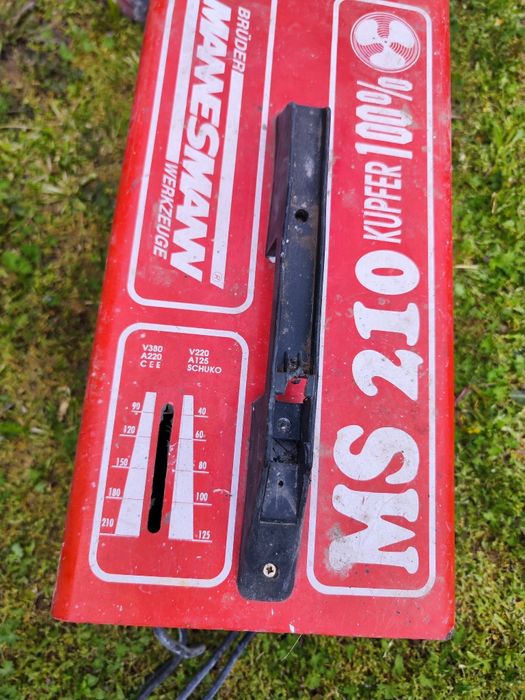 BRÜDER
MANNESMANN
WERKZEUGE
®
MS 210 KUPFER 100%
V380
A220
CEE
V220
A125
SCHUKO
90
120
150
180
210
40
60
80
100
125